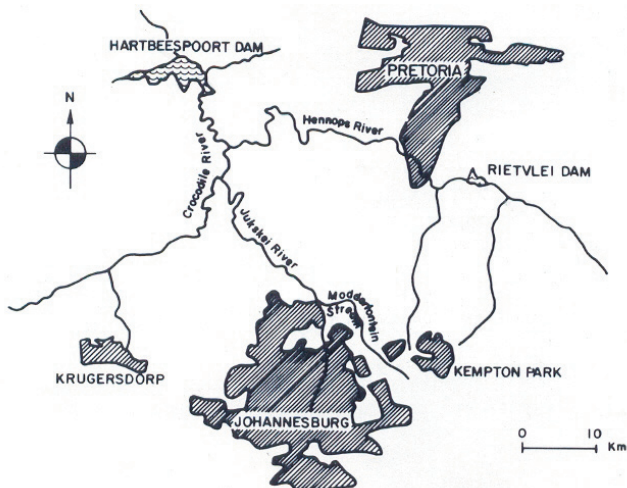 HARTBEESPOORT DAM
PRETORIA
N
Hennops River
Crocodile River
RIETVLEI DAM
Jukskei River
Modderfontein
Stream
KRUGERSDORP
KEMPTON PARK
JOHANNESBURG
0 10
Km